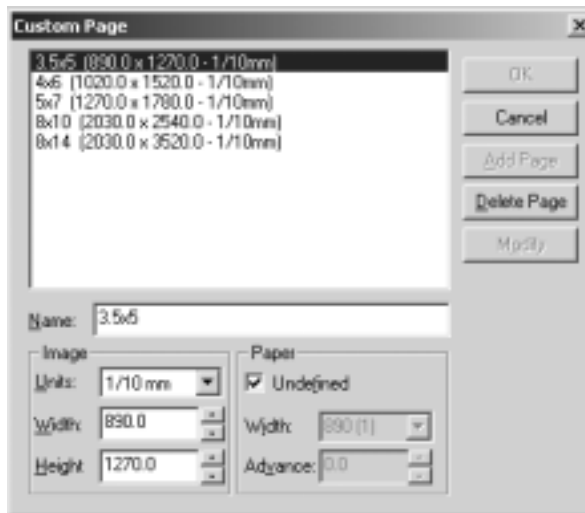 Custom Page
3.5x5 (890.0 x 1270.0 - 1/10mm)
4x6 (1020.0 x 1520.0 - 1/10mm)
5x7 (1270.0 x 1780.0 - 1/10mm)
8x10 (2030.0 x 2540.0 - 1/10mm)
8x14 (2030.0 x 3520.0 - 1/10mm)
OK
Cancel
Add Page
Delete Page
Modify
Name: 3.5x5
Image
Units: 1/10 mm
Width: 890.0
Height: 1270.0
Paper
Undefined
Width: 890 (1)
Advance: 0.0